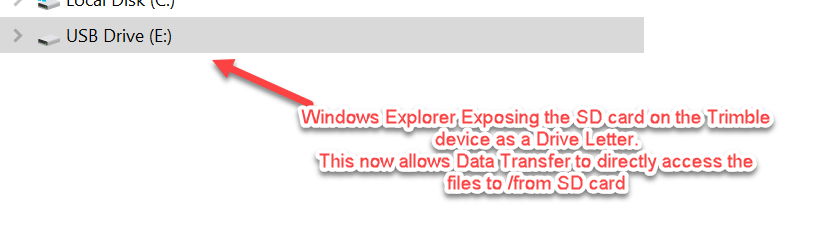 Local Disk (C:)
USB Drive (E:)
Windows Explorer Exposing the SD card on the Trimble
device as a Drive Letter.
This now allows Data Transfer to directly access the
files to /from SD card